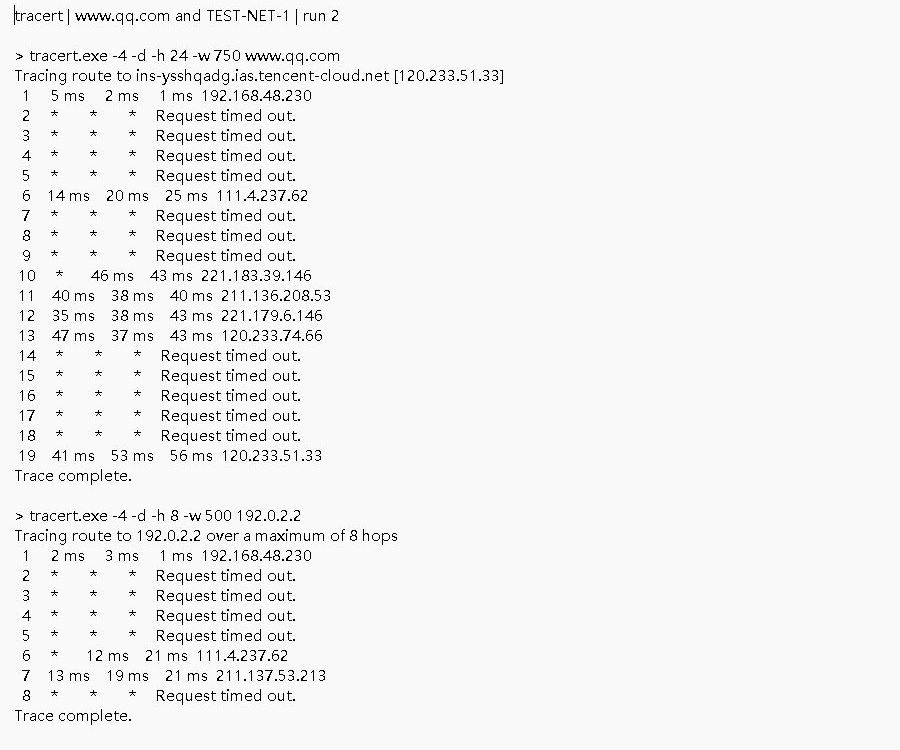 tracert | www.qq.com and TEST-NET-1 | run 2
> tracert.exe -4 -d -h 24 -w 750 www.qq.com
Tracing route to ins-ysshqadg.ias.tencent-cloud.net [120.233.51.33]
1 5 ms 2 ms 1 ms 192.168.48.230
2 * * * Request timed out.
3 * * * Request timed out.
4 * * * Request timed out.
5 * * * Request timed out.
6 14 ms 20 ms 25 ms 111.4.237.62
7 * * * Request timed out.
8 * * * Request timed out.
9 * * * Request timed out.
10 * 46 ms 43 ms 221.183.39.146
11 40 ms 38 ms 40 ms 211.136.208.53
12 35 ms 38 ms 43 ms 221.179.6.146
13 47 ms 37 ms 43 ms 120.233.74.66
14 * * * Request timed out.
15 * * * Request timed out.
16 * * * Request timed out.
17 * * * Request timed out.
18 * * * Request timed out.
19 41 ms 53 ms 56 ms 120.233.51.33
Trace complete.
> tracert.exe -4 -d -h 8 -w 500 192.0.2.2
Tracing route to 192.0.2.2 over a maximum of 8 hops
1 2 ms 3 ms 1 ms 192.168.48.230
2 * * * Request timed out.
3 * * * Request timed out.
4 * * * Request timed out.
5 * * * Request timed out.
6 * 12 ms 21 ms 111.4.237.62
7 13 ms 19 ms 21 ms 211.137.53.213
8 * * * Request timed out.
Trace complete.